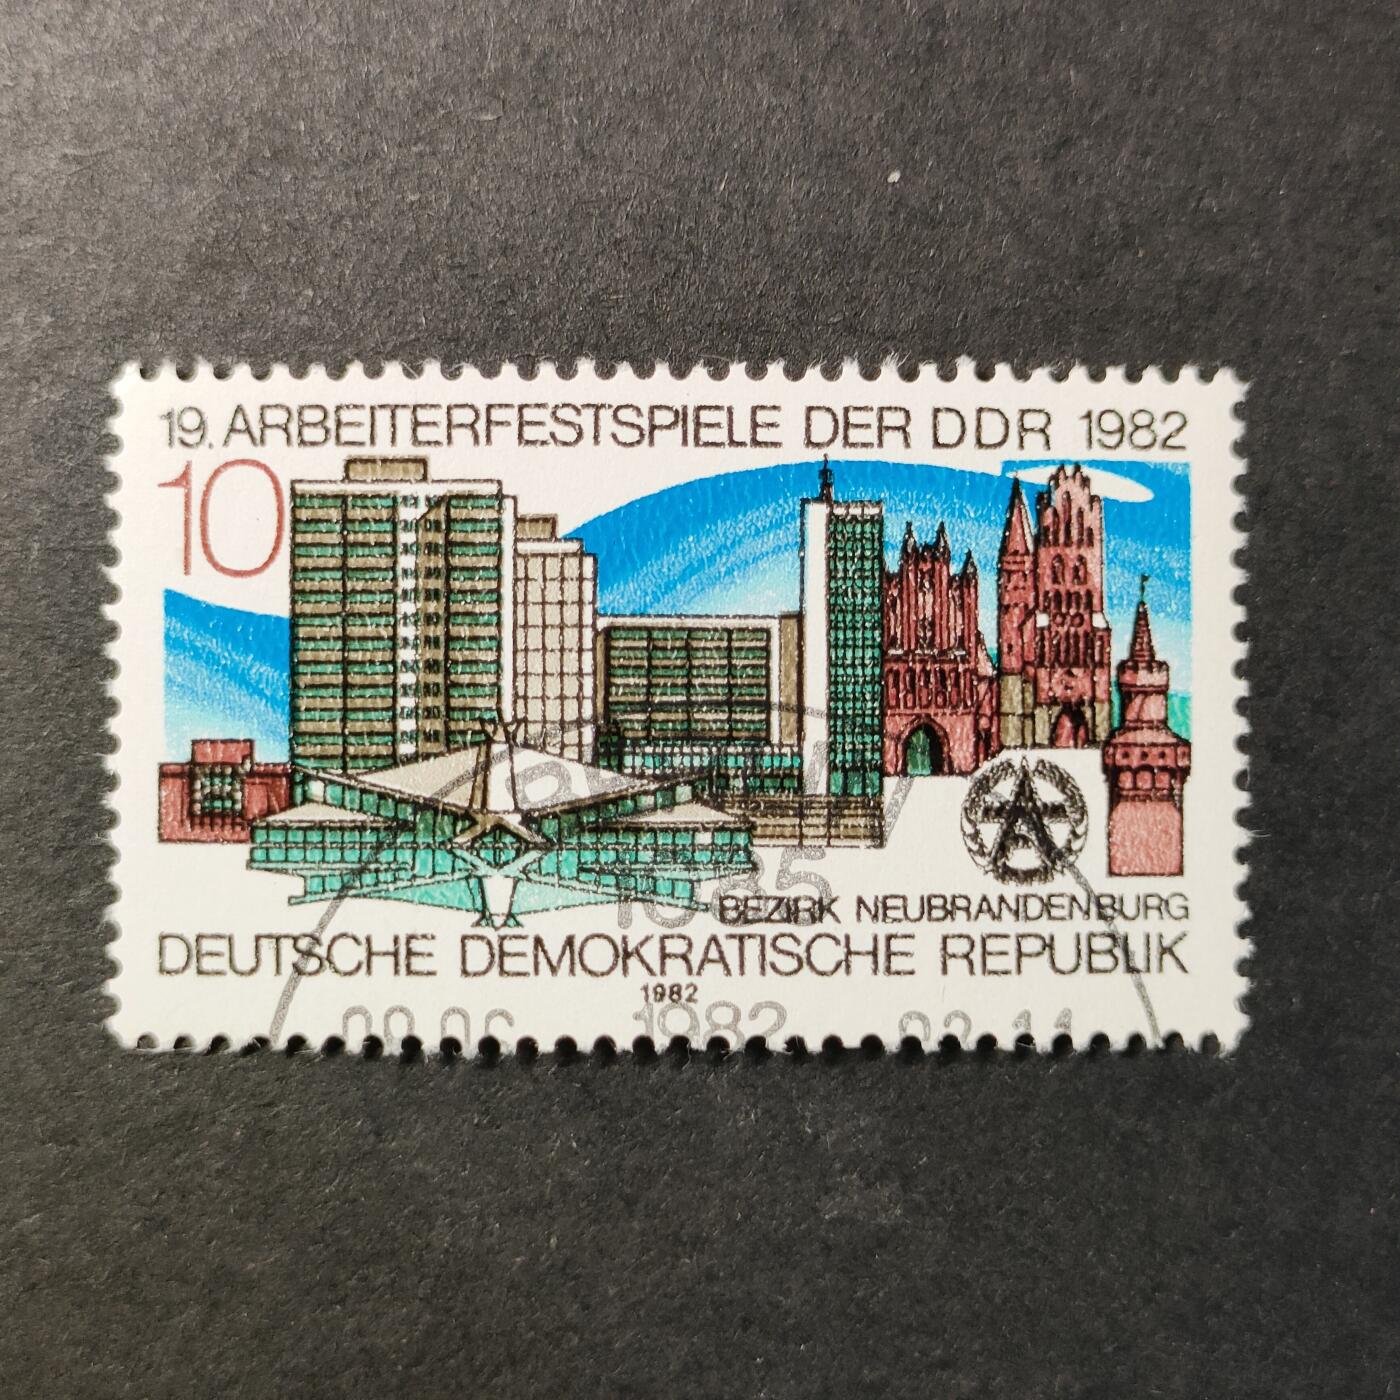 19. ARBEITERFESTSPIELE DER DDR 1982
10
BEZIRK NEUBRANDENBURG
DEUTSCHE DEMOKRATISCHE REPUBLIK
1982
1982